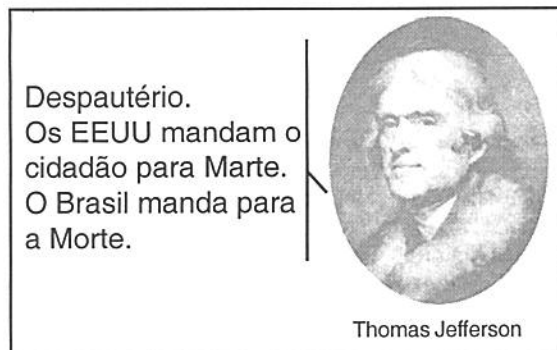 Despautério.
Os EEUU mandam o
cidadão para Marte.
O Brasil manda para
a Morte.
Thomas Jefferson